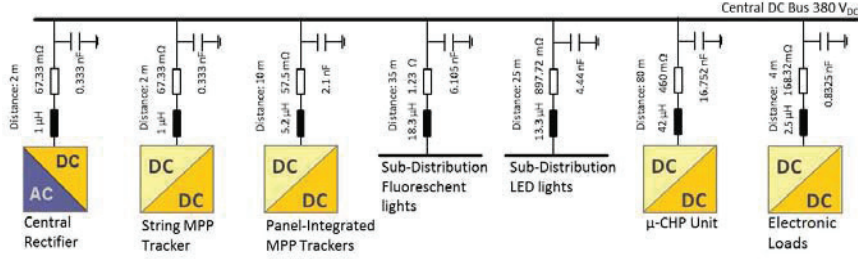 Central DC Bus 380 VDC
Distance: 2 m
67.33 mΩ
0.333 nF
1 µH
Distance: 2 m
67.33 mΩ
0.333 nF
1 µH
Distance: 10 m
57.5 mΩ
2.1 nF
5.2 µH
Distance: 35 m
1.23 Ω
6.105 nF
18.3 µH
Distance: 25 m
897.72 mΩ
4.44 nF
13.3 µH
Distance: 80 m
460 mΩ
16.752 nF
42 µH
Distance: 4 m
168.32 mΩ
0.8325 nF
2.5 µH
DC
AC
DC
DC
DC
DC
Sub-Distribution
Fluoreschent
lights
Sub-Distribution
LED lights
DC
DC
DC
DC
Central
Rectifier
String MPP
Tracker
Panel-Integrated
MPP Trackers
µ-CHP Unit
Electronic
Loads